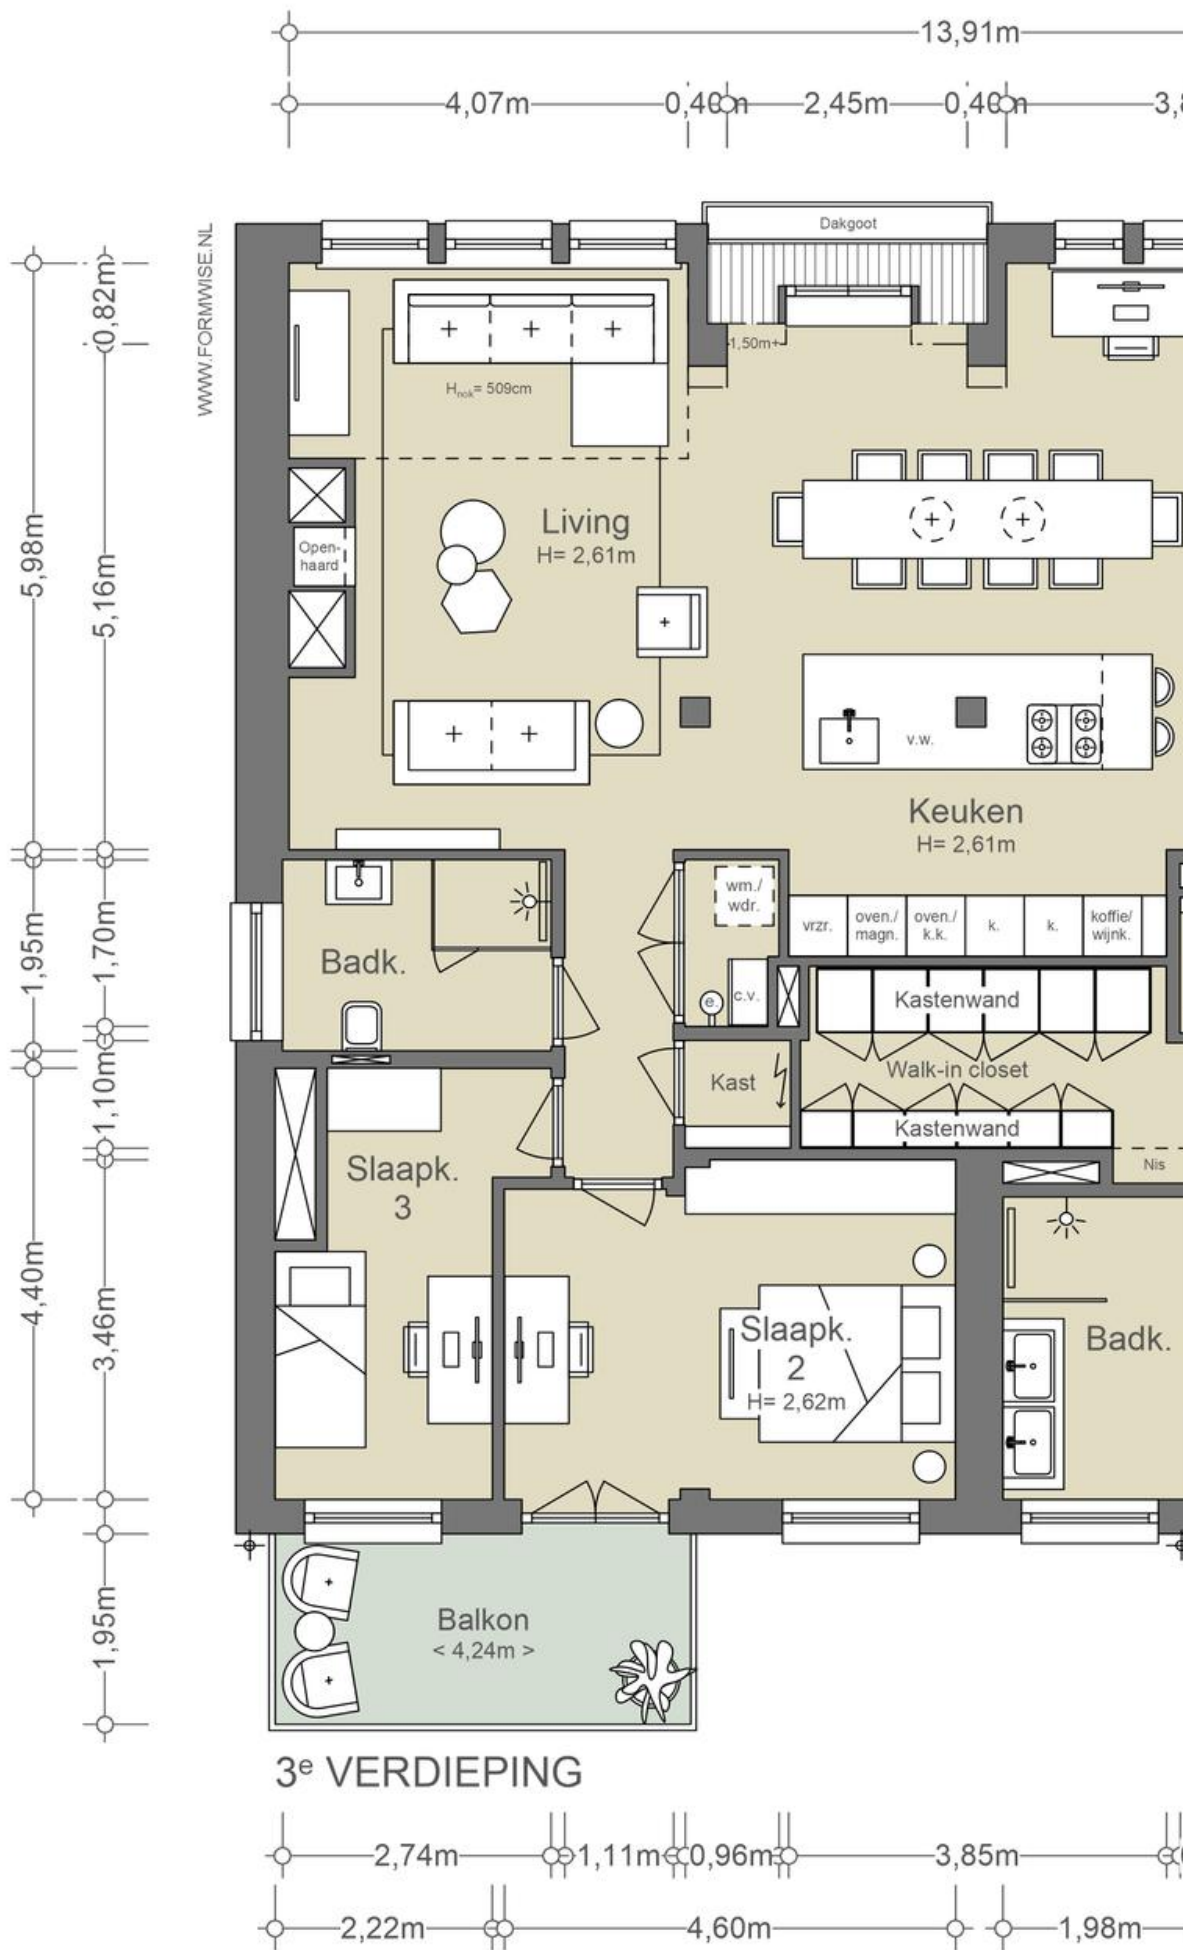 13,91m
4,07m
0,40m
2,45m
0,40m
WWW.FORMWISE.NL
Dakgoot
0,82m
1,50m+
Hnok= 509cm
5,98m
5,16m
Living
H= 2,61m
Open-
haard
v.w.
Keuken
H= 2,61m
wm./
wdr.
vrzr.
oven./
magn.
oven./
k.k.
k.
k.
koffie/
wijnk.
1,95m
1,70m
Badk.
e.
c.v.
Kastenwand
Walk-in closet
Kast
Kastenwand
1,10m
Nis
Slaapk.
3
4,40m
3,46m
Slaapk.
2
H= 2,62m
Badk.
1,95m
Balkon
< 4,24m >
3e VERDIEPING
2,74m
1,11m
0,96m
3,85m
2,22m
4,60m
1,98m